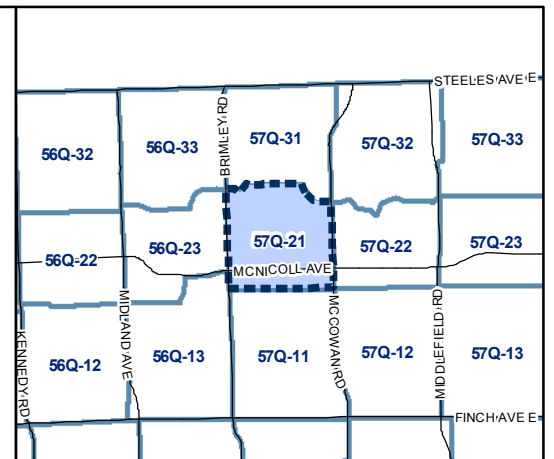 STEELES AVE E
BRIMLEY RD
56Q-32
56Q-33
57Q-31
57Q-32
57Q-33
56Q-22
56Q-23
57Q-21
57Q-22
57Q-23
MCNICOLL AVE
KENNEDY RD
MIDLAND AVE
MCCOWAN RD
MIDDLEFIELD RD
56Q-12
56Q-13
57Q-11
57Q-12
57Q-13
FINCH AVE E